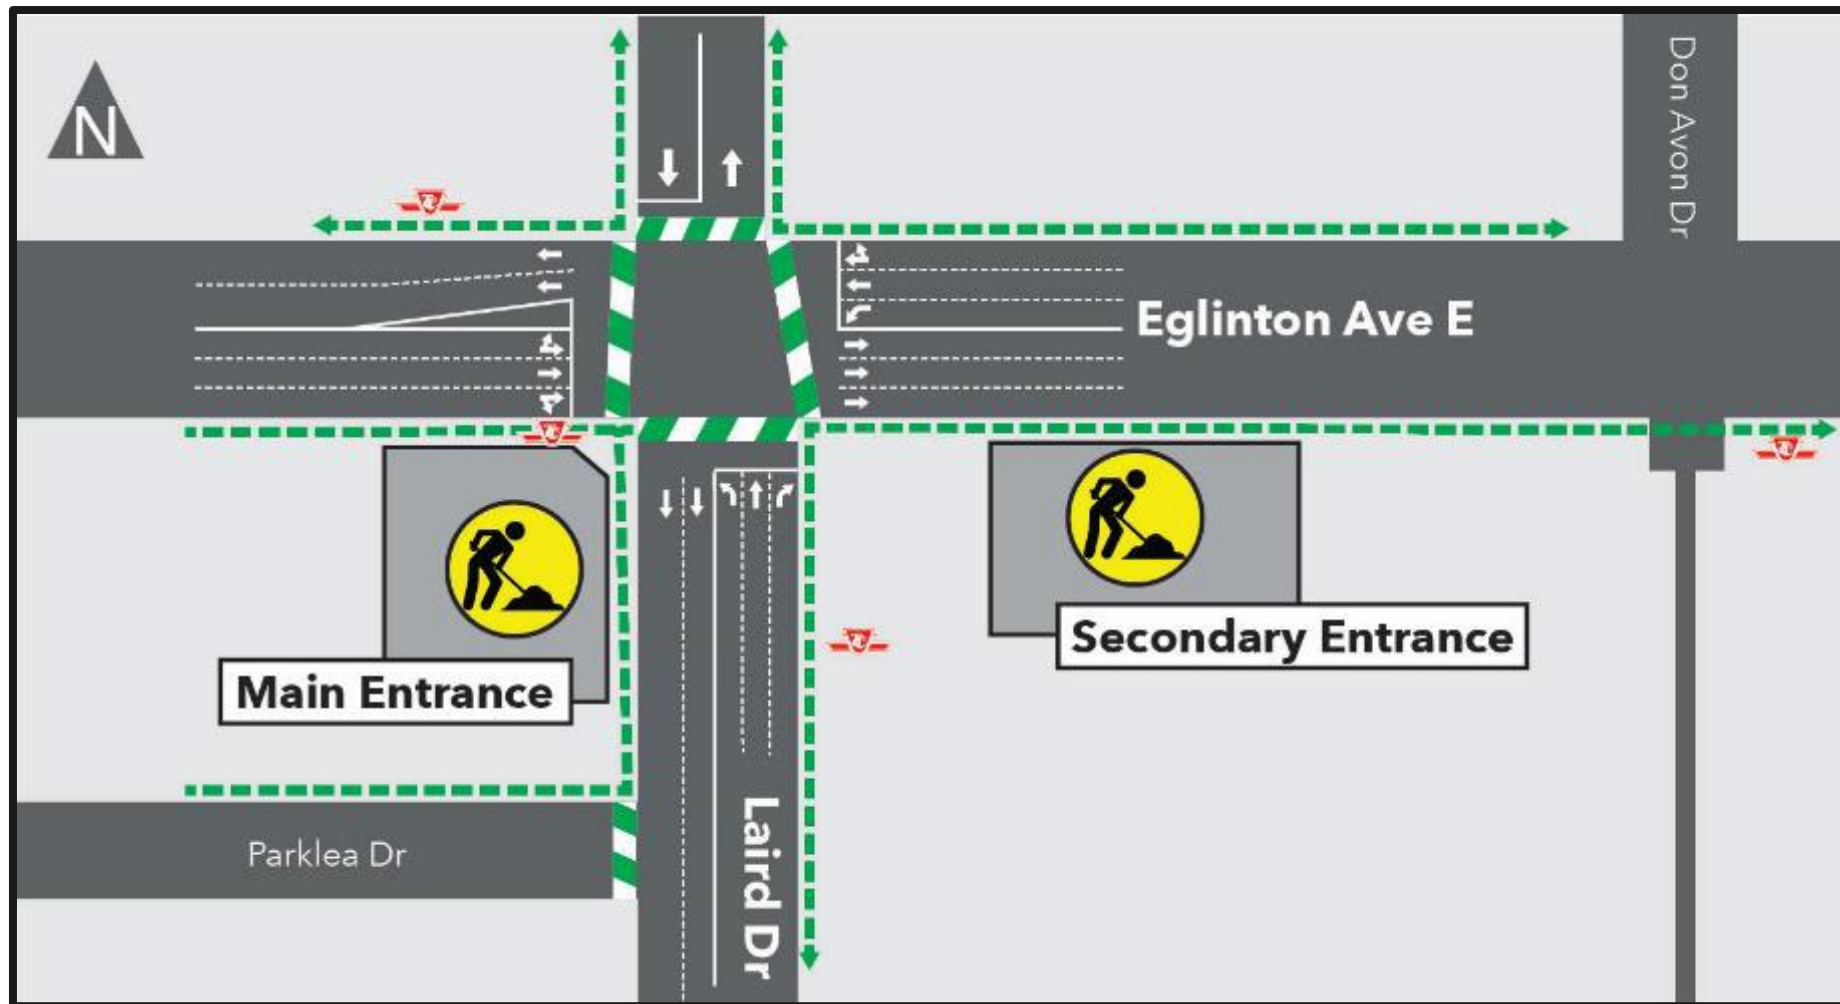 N
Don Avon Dr
Eglinton Ave E
Secondary Entrance
Main Entrance
Laird Dr
Parklea Dr